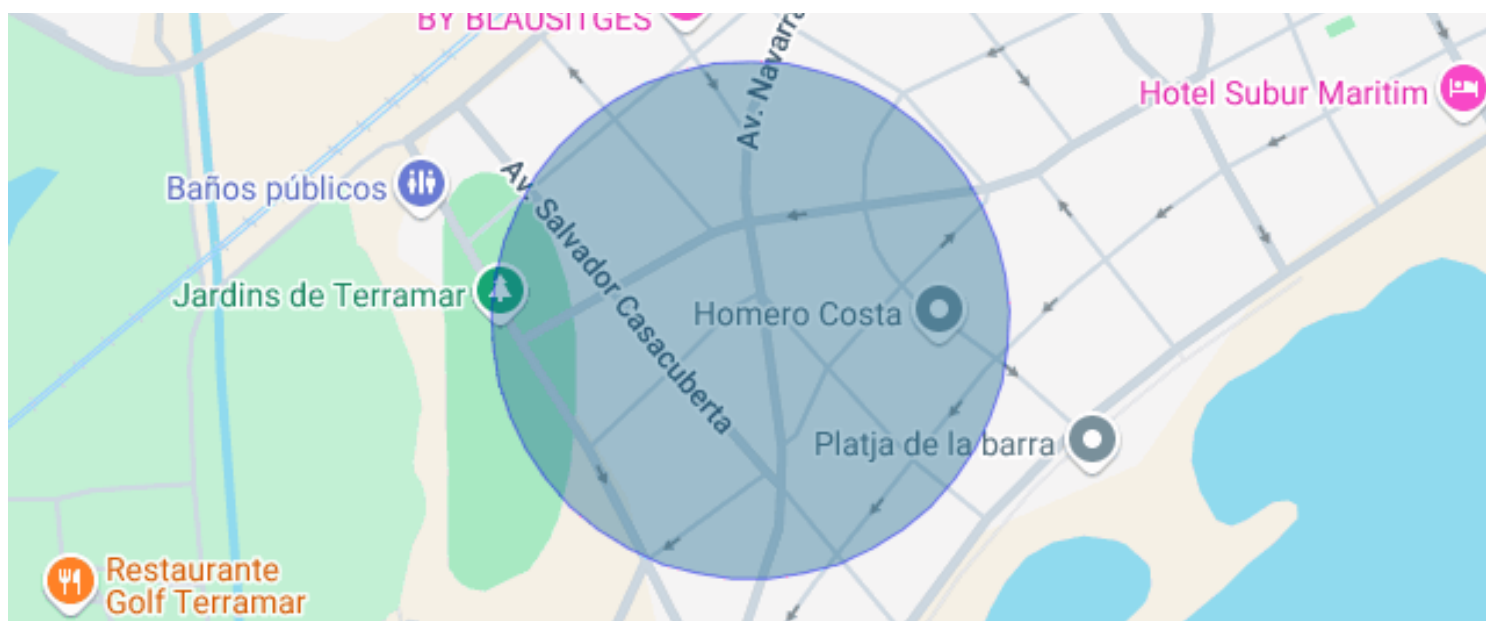 BY BLAUSITGES
Av. Navarra
Hotel Subur Maritim
Baños públicos
Av. Salvador Casacuberta
Jardins de Terramar
Homero Costa
Platja de la barra
Restaurante
Golf Terramar